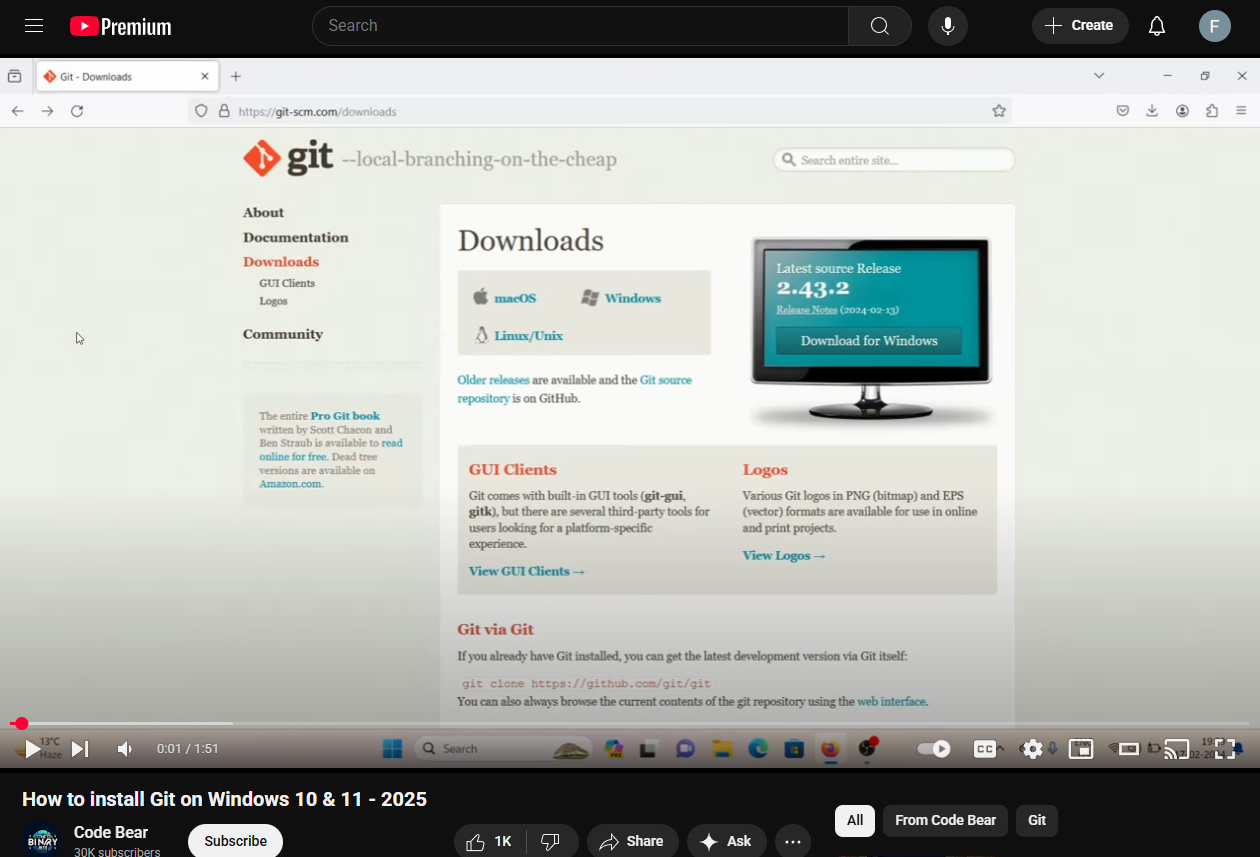 Premium
Search
Create
F
Git - Downloads
https://git-scm.com/downloads
git --local-branching-on-the-cheap
Search entire site...
About
Documentation
Downloads
GUI Clients
Logos
Community
The entire Pro Git book
written by Scott Chacon and
Ben Straub is available to read
online for free. Dead tree
versions are available on
Amazon.com.
Downloads
macOS
Windows
Linux/Unix
Older releases are available and the Git source
repository is on GitHub.
Latest source Release
2.43.2
Release Notes (2024-02-13)
Download for Windows
GUI Clients
Git comes with built-in GUI tools (git-gui,
gitk), but there are several third-party tools for
users looking for a platform-specific
experience.
View GUI Clients →
Logos
Various Git logos in PNG (bitmap) and EPS
(vector) formats are available for use in online
and print projects.
View Logos →
Git via Git
If you already have Git installed, you can get the latest development version via Git itself:
git clone https://github.com/git/git
You can also always browse the current contents of the git repository using the web interface.
13°C
Haze
0:01 / 1:51
Search
CC
How to install Git on Windows 10 & 11 - 2025
BINARY
Code Bear
30K subscribers
Subscribe
1K
Share
Ask
All
From Code Bear
Git